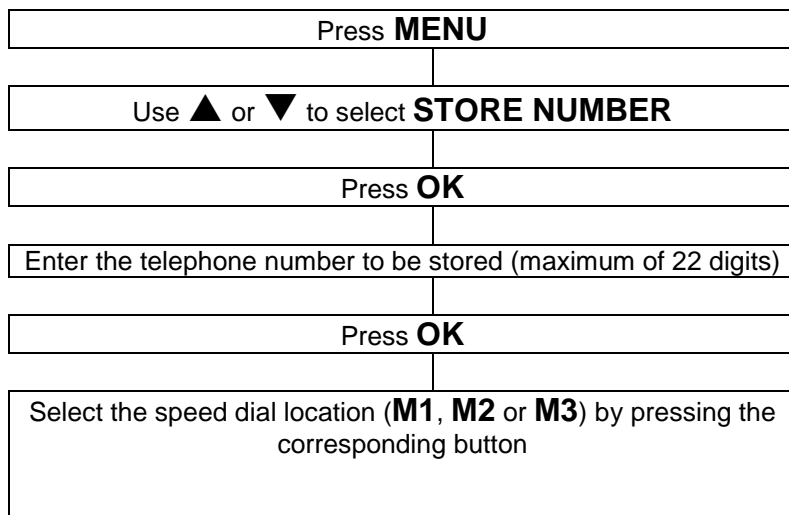 Press MENU
Use ▲ or ▼ to select STORE NUMBER
Press OK
Enter the telephone number to be stored (maximum of 22 digits)
Press OK
Select the speed dial location (M1, M2 or M3) by pressing the
corresponding button